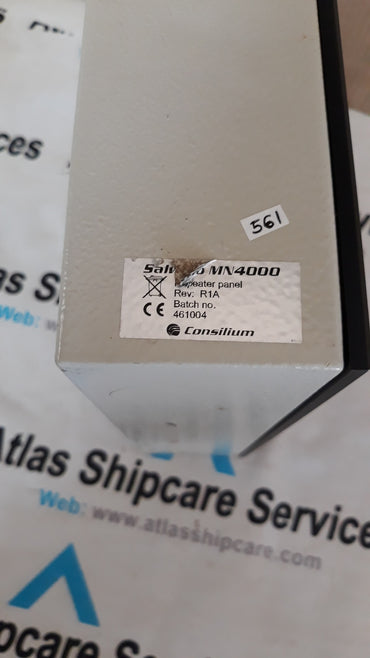 ces
561
MN4000
Repeater panel
Rev: R1A
Batch no.
461004
CE
Consilium
Web:
Atlas Shipcare Service
Web: www.atlasshipcare.com
pcare